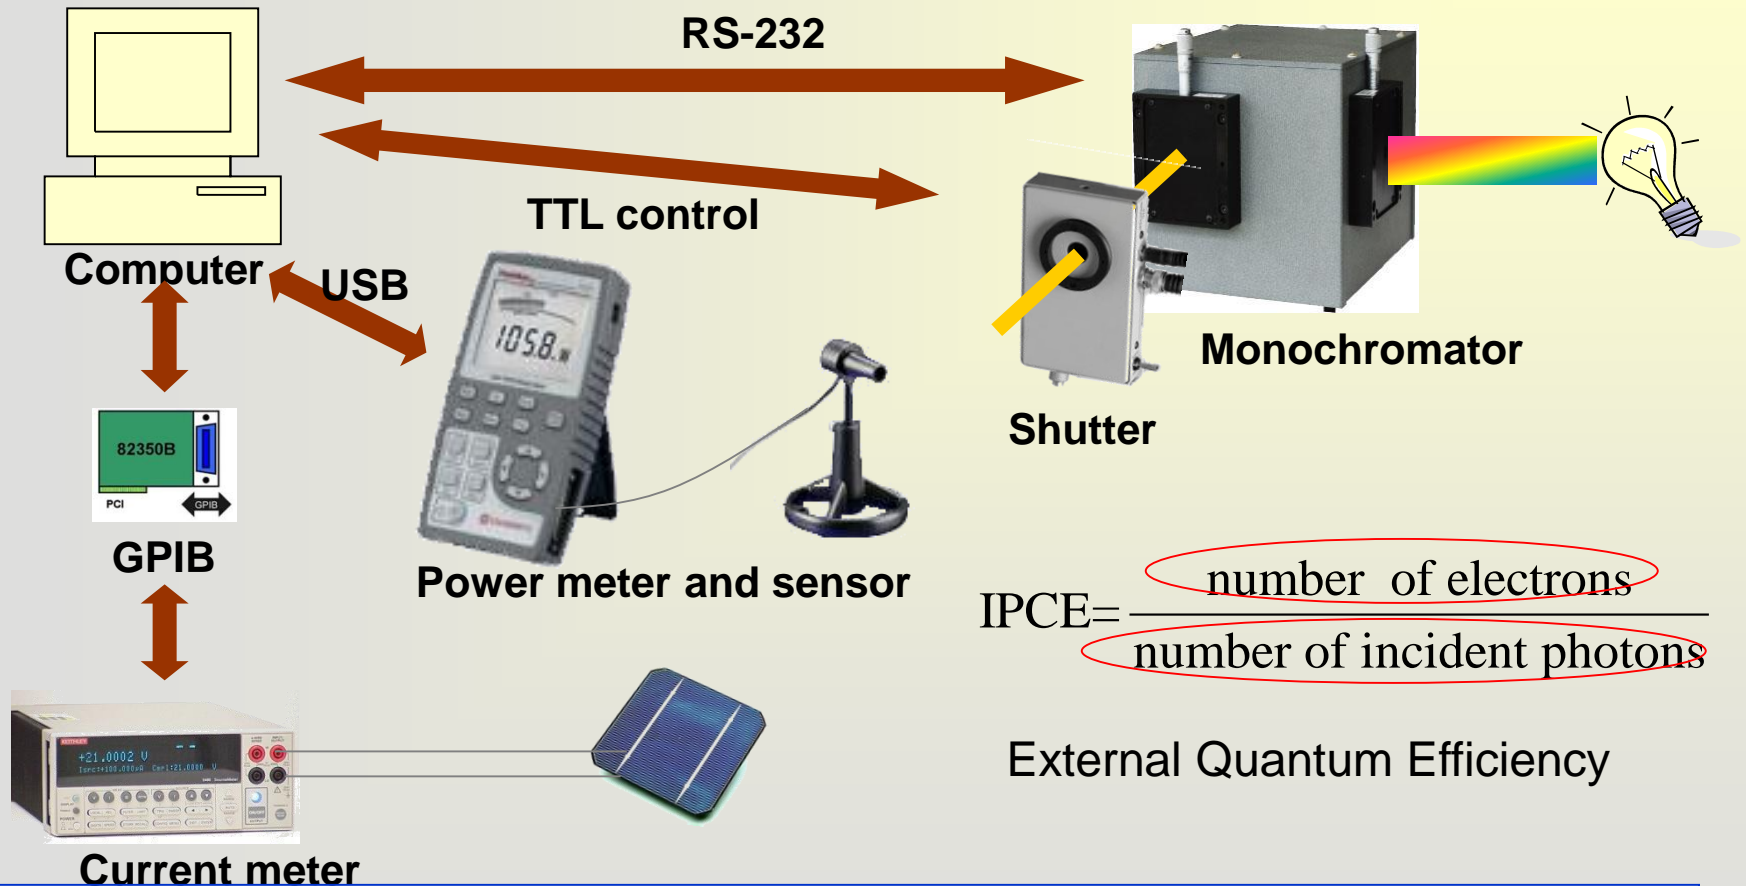 RS-232
TTL control
Computer
USB
105.8
Monochromator
Shutter
82350B
PCI
GPIB
GPIB
Power meter and sensor
IPCE=
number of electrons
number of incident photons
External Quantum Efficiency
KEITHLEY
+21.0002 V
Current meter